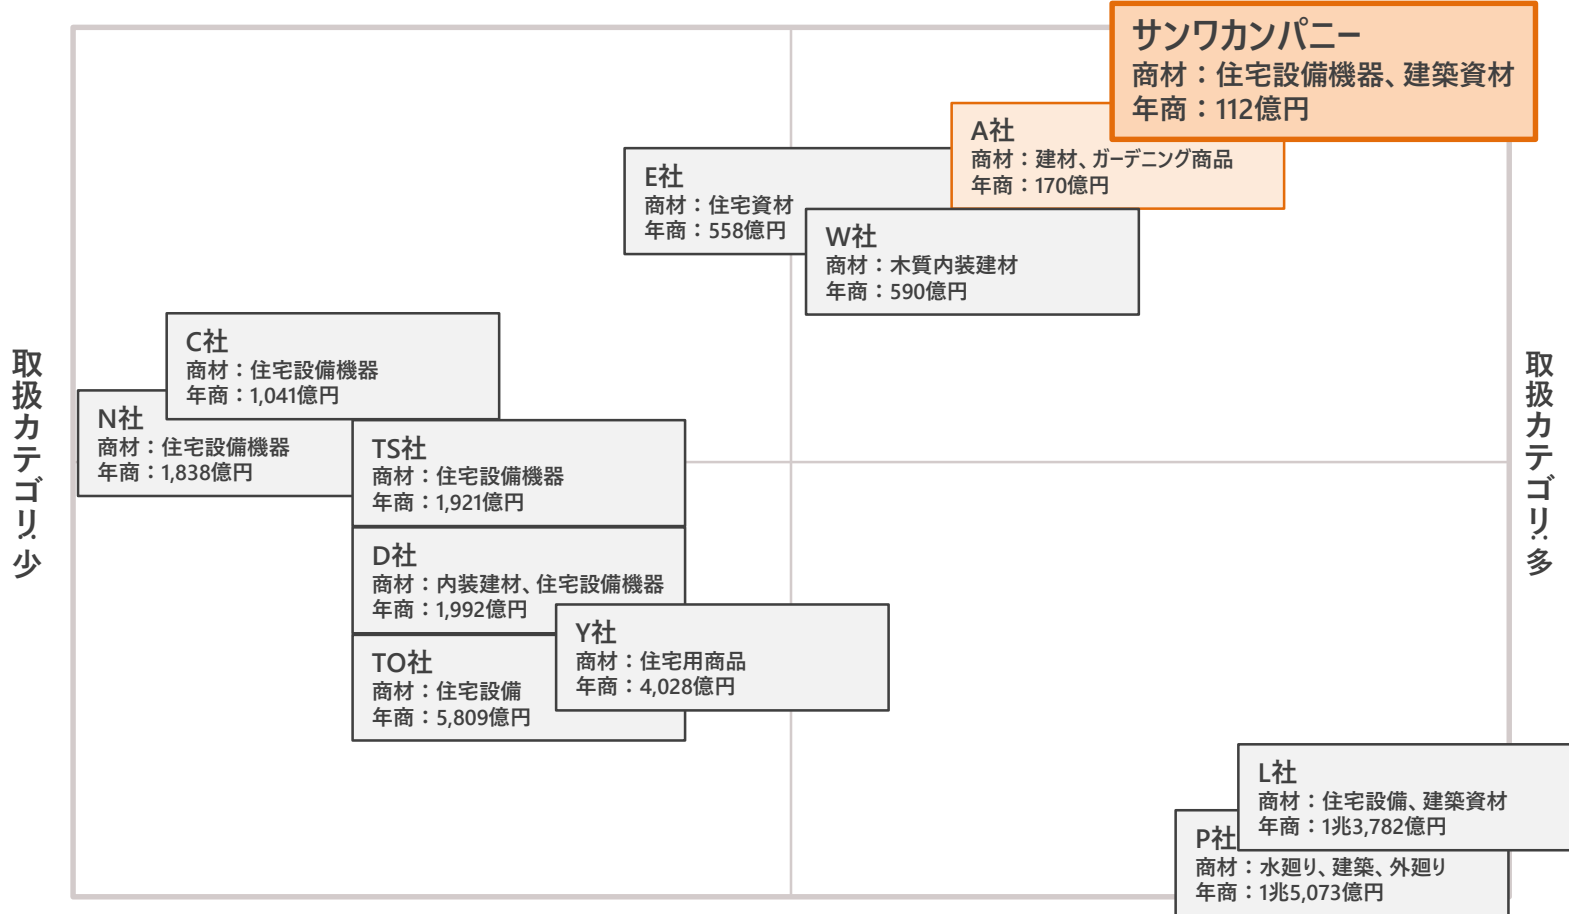 サンワカンパニー
商材：住宅設備機器、建築資材
年商：112億円
A社
商材：建材、ガーデニング商品
年商：170億円
E社
商材：住宅資材
年商：558億円
W社
商材：木質内装建材
年商：590億円
C社
商材：住宅設備機器
年商：1,041億円
N社
商材：住宅設備機器
年商：1,838億円
TS社
商材：住宅設備機器
年商：1,921億円
D社
商材：内装建材、住宅設備機器
年商：1,992億円
Y社
商材：住宅用商品
年商：4,028億円
TO社
商材：住宅設備
年商：5,809億円
L社
商材：住宅設備、建築資材
年商：1兆3,782億円
P社
商材：水廻り、建築、外廻り
年商：1兆5,073億円
取扱カテゴリ：少
取扱カテゴリ：多